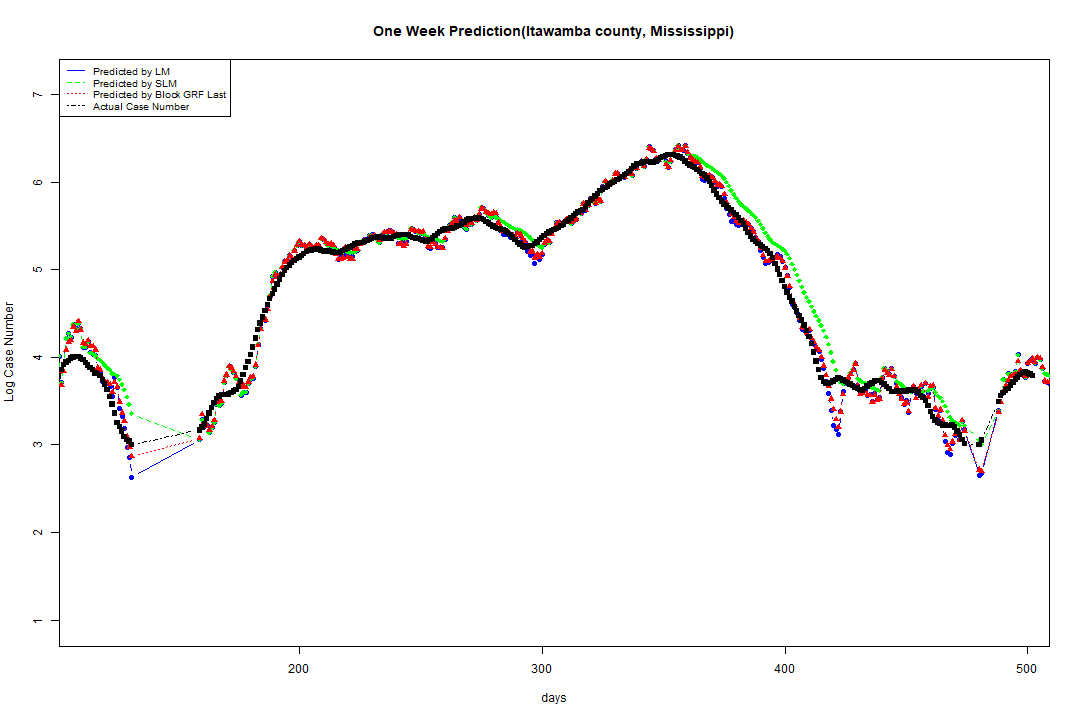 One Week Prediction(Itawamba county, Mississippi)
Predicted by LM
Predicted by SLM
Predicted by Block GRF Last
Actual Case Number
7
6
5
4
3
2
1
Log Case Number
200 300 400 500
days